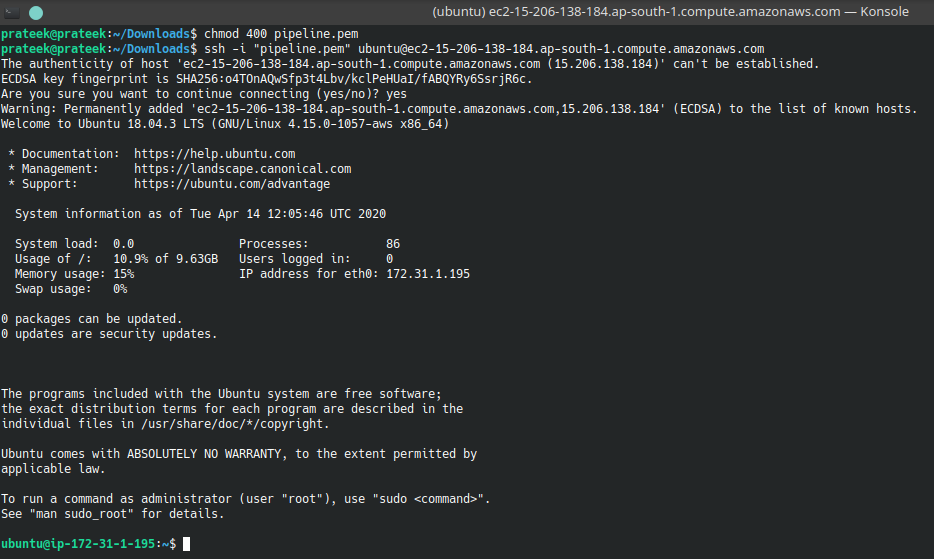 (ubuntu) ec2-15-206-138-184.ap-south-1.compute.amazonaws.com — Konsole
prateek@prateek:~/Downloads$ chmod 400 pipeline.pem
prateek@prateek:~/Downloads$ ssh -i "pipeline.pem" ubuntu@ec2-15-206-138-184.ap-south-1.compute.amazonaws.com
The authenticity of host 'ec2-15-206-138-184.ap-south-1.compute.amazonaws.com (15.206.138.184)' can't be established.
ECDSA key fingerprint is SHA256:o4TOnAQwSfp3t4Lbv/kclPeHUaI/fABQYRy6SsrjR6c.
Are you sure you want to continue connecting (yes/no)? yes
Warning: Permanently added 'ec2-15-206-138-184.ap-south-1.compute.amazonaws.com,15.206.138.184' (ECDSA) to the list of known hosts.
Welcome to Ubuntu 18.04.3 LTS (GNU/Linux 4.15.0-1057-aws x86_64)
* Documentation:  https://help.ubuntu.com
* Management:     https://landscape.canonical.com
* Support:        https://ubuntu.com/advantage
System information as of Tue Apr 14 12:05:46 UTC 2020
System load:  0.0               Processes:           86
Usage of /:   10.9% of 9.63GB   Users logged in:     0
Memory usage: 15%               IP address for eth0: 172.31.1.195
Swap usage:   0%
0 packages can be updated.
0 updates are security updates.
The programs included with the Ubuntu system are free software;
the exact distribution terms for each program are described in the
individual files in /usr/share/doc/*/copyright.
Ubuntu comes with ABSOLUTELY NO WARRANTY, to the extent permitted by
applicable law.
To run a command as administrator (user "root"), use "sudo <command>".
See "man sudo_root" for details.
ubuntu@ip-172-31-1-195:~$